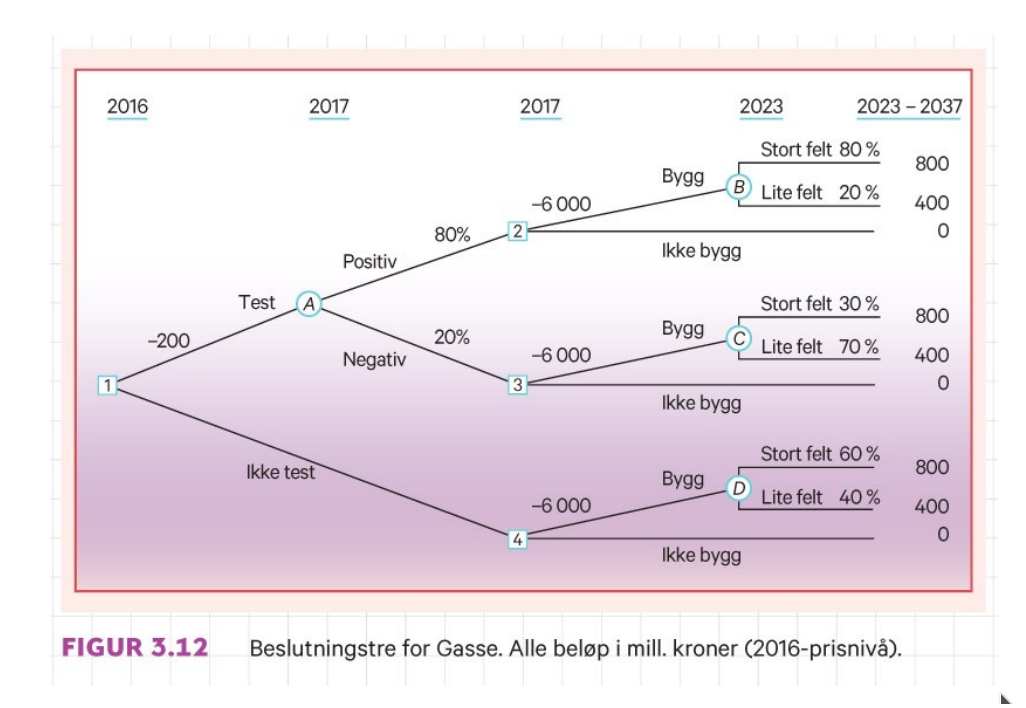 2016 2017 2017 2023 2023 – 2037
Stort felt 80 % 800
Bygg B
Lite felt 20 % 400
–6 000
80% 2 0
Ikke bygg
Positiv
Test A
Stort felt 30 % 800
–200 20% Bygg C
Negativ –6 000 Lite felt 70 % 400
1 3 0
Ikke bygg
Stort felt 60 % 800
Ikke test Bygg D
Lite felt 40 % 400
–6 000
4 0
Ikke bygg
FIGUR 3.12 Beslutningstre for Gasse. Alle beløp i mill. kroner (2016-prisnivå).